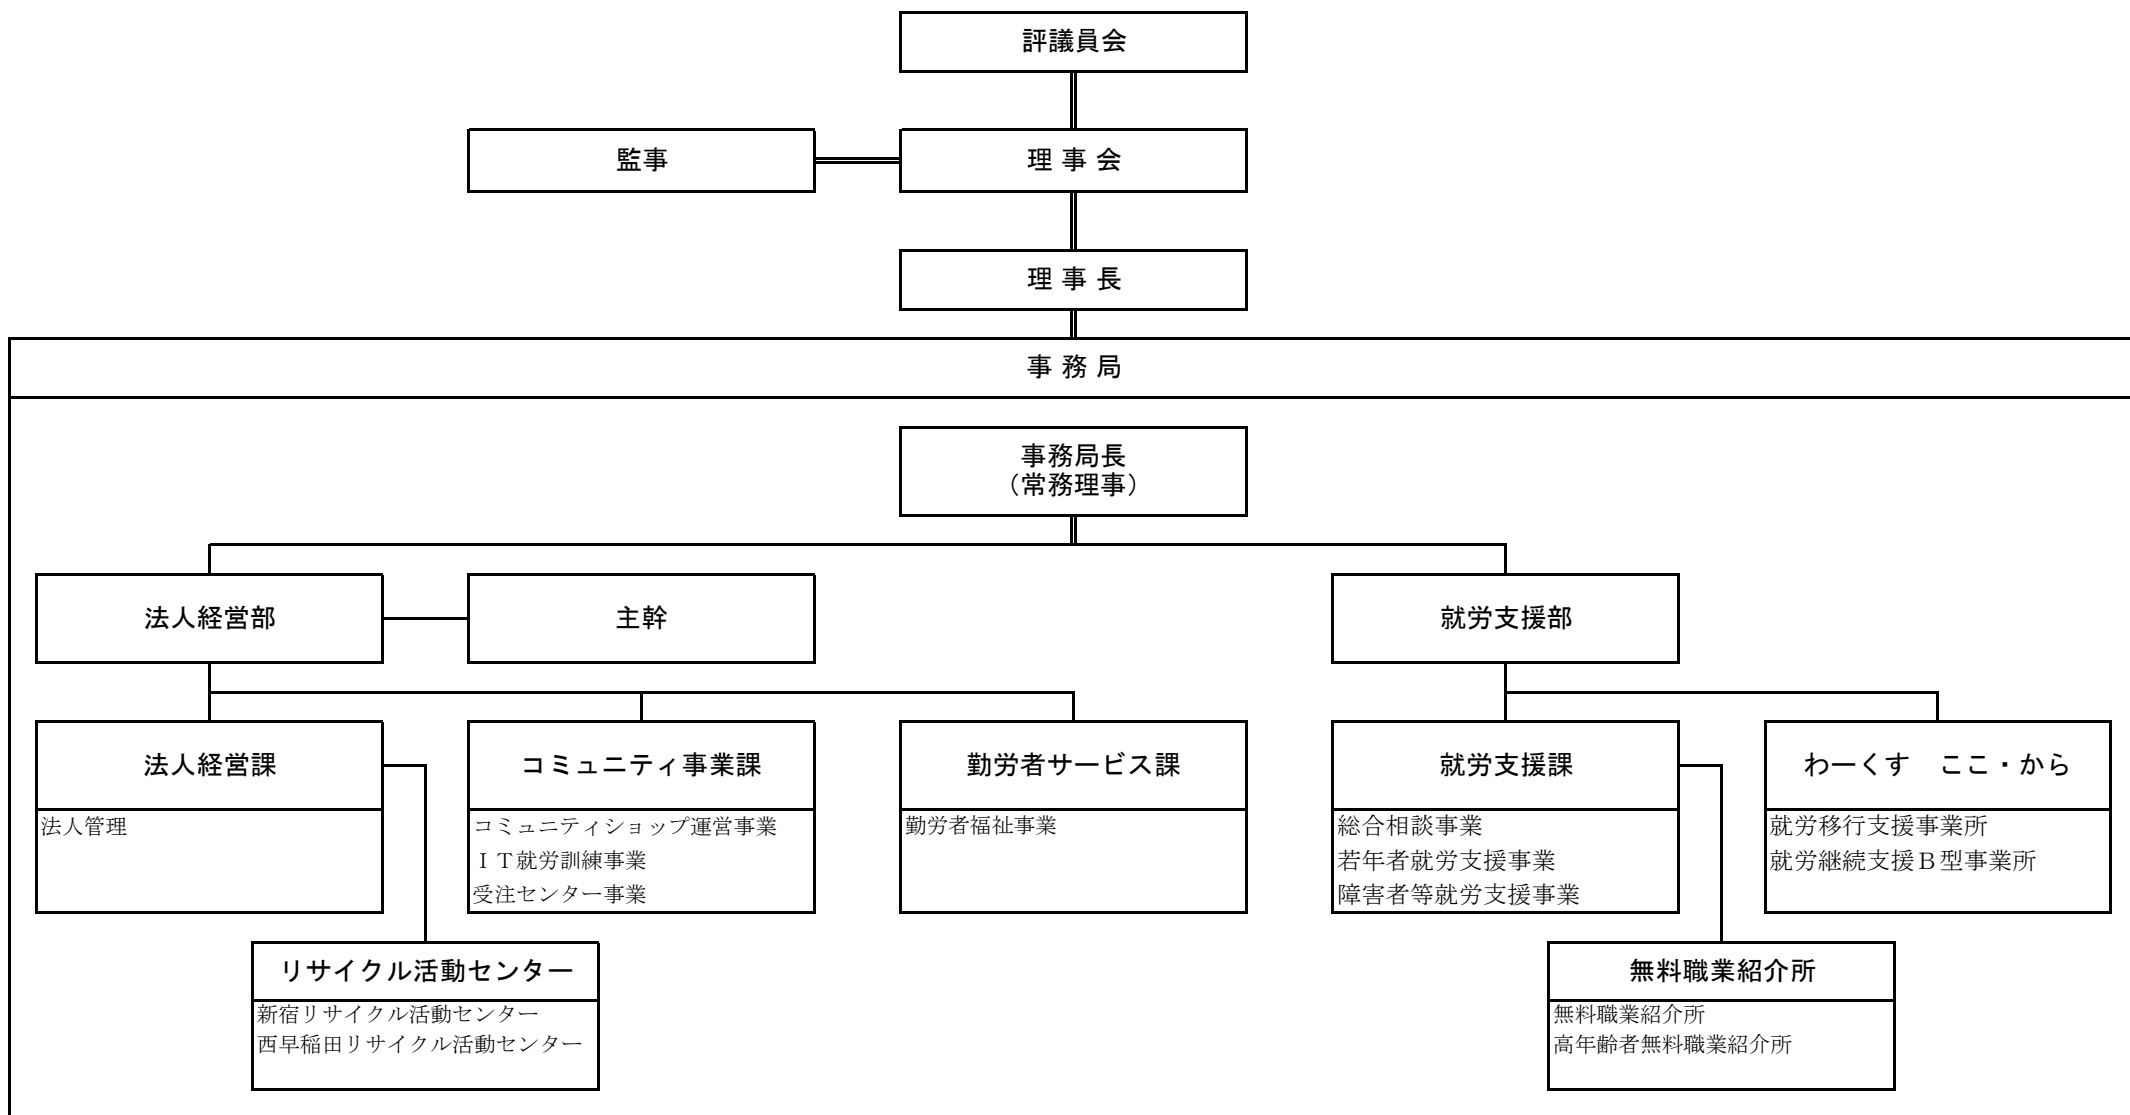 評議員会
監事
理 事 会
理 事 長
事 務 局
事務局長
（常務理事）
法人経営部
主幹
就労支援部
法人経営課
法人管理
コミュニティ事業課
コミュニティショップ運営事業
ＩＴ就労訓練事業
受注センター事業
勤労者サービス課
勤労者福祉事業
就労支援課
総合相談事業
若年者就労支援事業
障害者等就労支援事業
わーくす　ここ・から
就労移行支援事業所
就労継続支援Ｂ型事業所
リサイクル活動センター
新宿リサイクル活動センター
西早稲田リサイクル活動センター
無料職業紹介所
無料職業紹介所
高年齢者無料職業紹介所